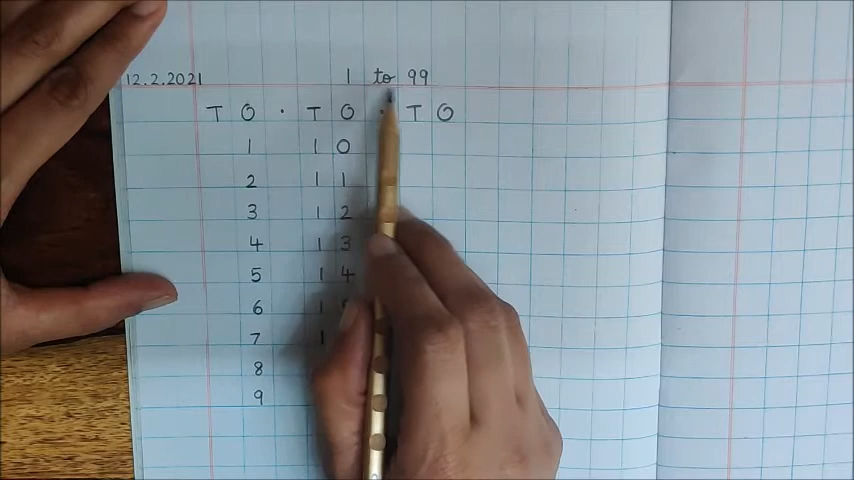 12.2.2021 1 to 99
T O · T O · T O
1 1 0
2 1 1
3 1 2
4 1 3
5 1 4
6 1
7 1
8
9